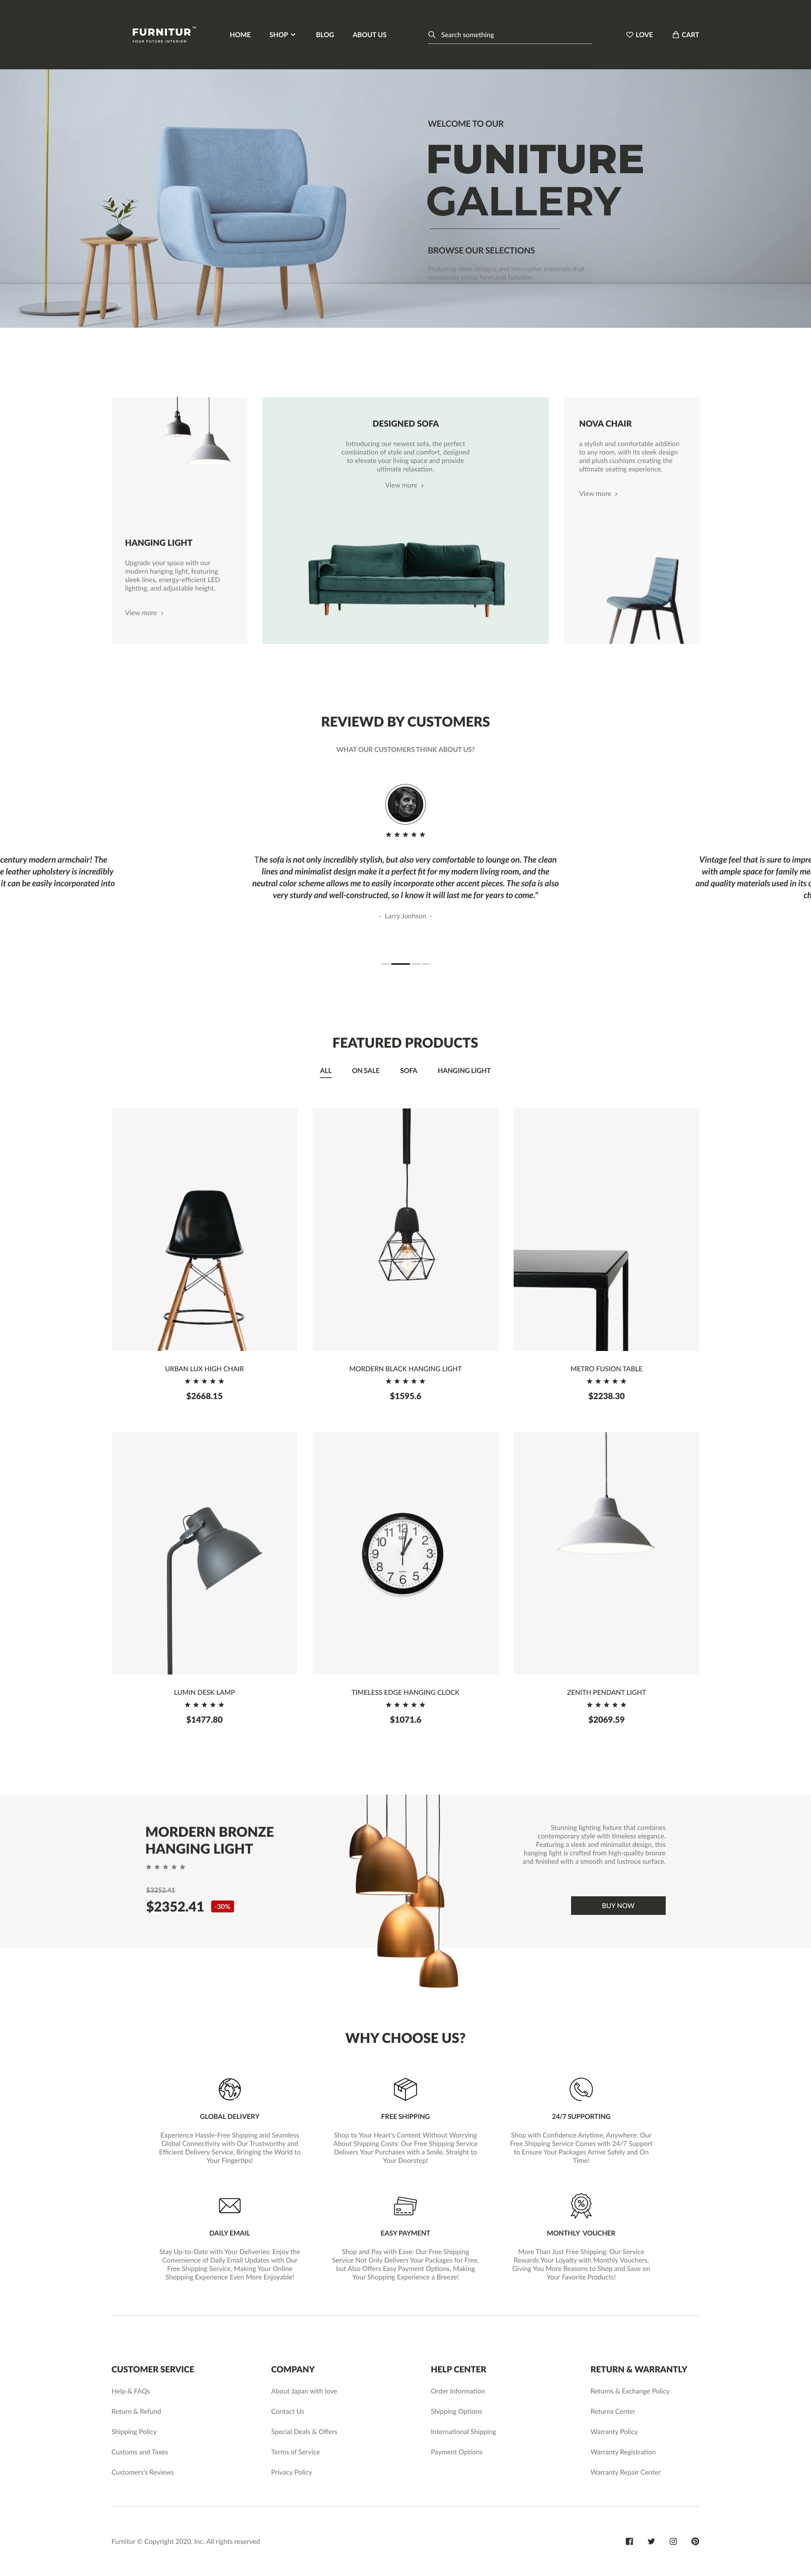 FURNITUR™
YOUR FUTURE INTERIOR
HOME
SHOP
BLOG
ABOUT US
Search something
LOVE
CART
WELCOME TO OUR
FUNITURE
GALLERY
BROWSE OUR SELECTIONS
Featuring sleek designs and innovative materials that
seamlessly blend form and function.
HANGING LIGHT
Upgrade your space with our
modern hanging light, featuring
sleek lines, energy-efficient LED
lighting, and adjustable height.
View more ›
DESIGNED SOFA
Introducing our newest sofa, the perfect
combination of style and comfort, designed
to elevate your living space and provide
ultimate relaxation.
View more ›
NOVA CHAIR
a stylish and comfortable addition
to any room, with its sleek design
and plush cushions creating the
ultimate seating experience.
View more ›
REVIEWD BY CUSTOMERS
WHAT OUR CUSTOMERS THINK ABOUT US?
century modern armchair! The
e leather upholstery is incredibly
it can be easily incorporated into
The sofa is not only incredibly stylish, but also very comfortable to lounge on. The clean
lines and minimalist design make it a perfect fit for my modern living room, and the
neutral color scheme allows me to easily incorporate other accent pieces. The sofa is also
very sturdy and well-constructed, so I know it will last me for years to come."
- Larry Jonhson -
Vintage feel that is sure to impre
with ample space for family me
and quality materials used in its c
ch
FEATURED PRODUCTS
ALL
ON SALE
SOFA
HANGING LIGHT
URBAN LUX HIGH CHAIR
$2668.15
MORDERN BLACK HANGING LIGHT
$1595.6
METRO FUSION TABLE
$2238.30
11 12 1
10 2
9 3
8 4
7 6 5
LUMIN DESK LAMP
$1477.80
TIMELESS EDGE HANGING CLOCK
$1071.6
ZENITH PENDANT LIGHT
$2069.59
MORDERN BRONZE
HANGING LIGHT
$3252.41
$2352.41
-30%
Stunning lighting fixture that combines
contemporary style with timeless elegance.
Featuring a sleek and minimalist design, this
hanging light is crafted from high-quality bronze
and finished with a smooth and lustrous surface.
BUY NOW
WHY CHOOSE US?
GLOBAL DELIVERY
Experience Hassle-Free Shipping and Seamless
Global Connectivity with Our Trustworthy and
Efficient Delivery Service, Bringing the World to
Your Fingertips!
FREE SHIPPING
Shop to Your Heart's Content Without Worrying
About Shipping Costs: Our Free Shipping Service
Delivers Your Purchases with a Smile, Straight to
Your Doorstep!
24/7 SUPPORTING
Shop with Confidence Anytime, Anywhere: Our
Free Shipping Service Comes with 24/7 Support
to Ensure Your Packages Arrive Safely and On
Time!
DAILY EMAIL
Stay Up-to-Date with Your Deliveries: Enjoy the
Convenience of Daily Email Updates with Our
Free Shipping Service, Making Your Online
Shopping Experience Even More Enjoyable!
EASY PAYMENT
Shop and Pay with Ease: Our Free Shipping
Service Not Only Delivers Your Packages for Free,
but Also Offers Easy Payment Options, Making
Your Shopping Experience a Breeze!
MONTHLY VOUCHER
More Than Just Free Shipping: Our Service
Rewards Your Loyalty with Monthly Vouchers,
Giving You More Reasons to Shop and Save on
Your Favorite Products!
CUSTOMER SERVICE
Help & FAQs
Return & Refund
Shipping Policy
Customs and Taxes
Customers's Reviews
COMPANY
About Japan with love
Contact Us
Special Deals & Offers
Terms of Service
Privacy Policy
HELP CENTER
Order Information
Shipping Options
International Shipping
Payment Options
RETURN & WARRANTLY
Returns & Exchange Policy
Returns Center
Warranty Policy
Warranty Registration
Warranty Repair Center
Furnitur © Copyright 2020, Inc. All rights reserved